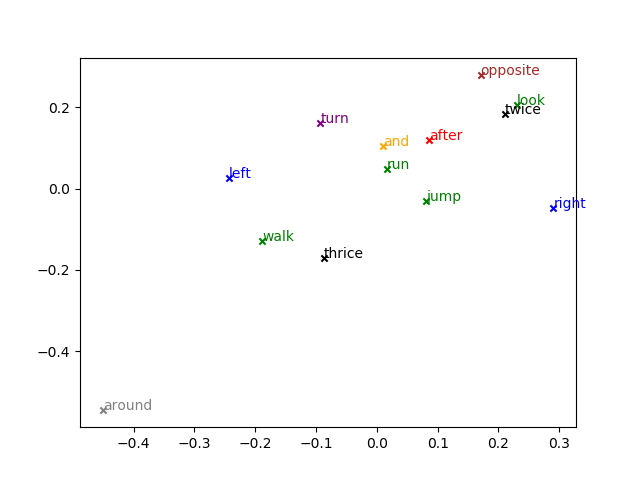 opposite
look
twice
turn
after
and
run
left
jump
right
walk
thrice
around
0.2
0.0
−0.2
−0.4
−0.4
−0.3
−0.2
−0.1
0.0
0.1
0.2
0.3